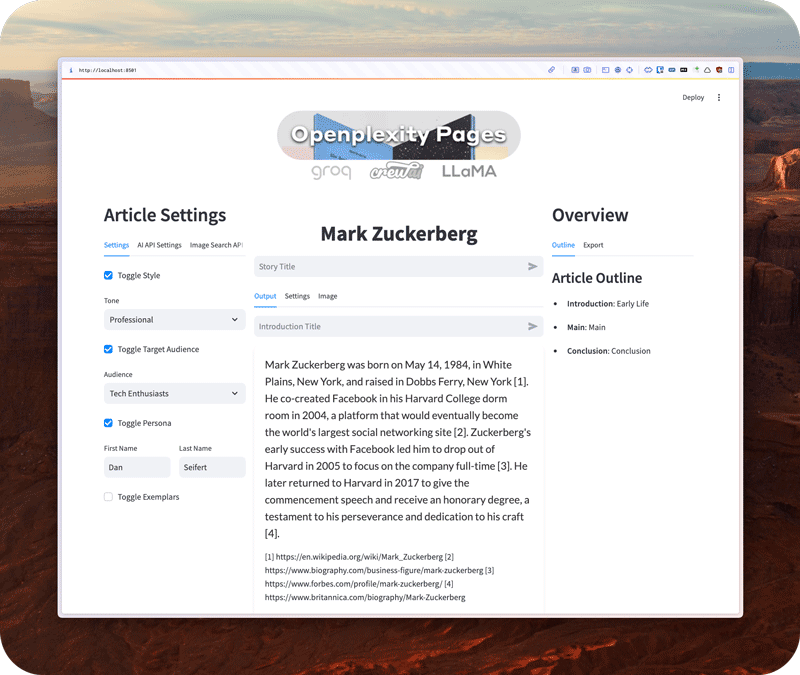 http://localhost:8501
Deploy
Openplexity Pages
groq crewai LLaMA
Article Settings
Settings AI API Settings Image Search API
Toggle Style
Tone
Professional
Toggle Target Audience
Audience
Tech Enthusiasts
Toggle Persona
First Name Last Name
Dan Seifert
Toggle Exemplars
Mark Zuckerberg
Story Title
Output Settings Image
Introduction Title
Mark Zuckerberg was born on May 14, 1984, in White
Plains, New York, and raised in Dobbs Ferry, New York [1].
He co-created Facebook in his Harvard College dorm
room in 2004, a platform that would eventually become
the world's largest social networking site [2]. Zuckerberg's
early success with Facebook led him to drop out of
Harvard in 2005 to focus on the company full-time [3]. He
later returned to Harvard in 2017 to give the
commencement speech and receive an honorary degree, a
testament to his perseverance and dedication to his craft
[4].
[1] https://en.wikipedia.org/wiki/Mark_Zuckerberg [2]
https://www.biography.com/business-figure/mark-zuckerberg [3]
https://www.forbes.com/profile/mark-zuckerberg/ [4]
https://www.britannica.com/biography/Mark-Zuckerberg
Overview
Outline Export
Article Outline
Introduction: Early Life
Main: Main
Conclusion: Conclusion